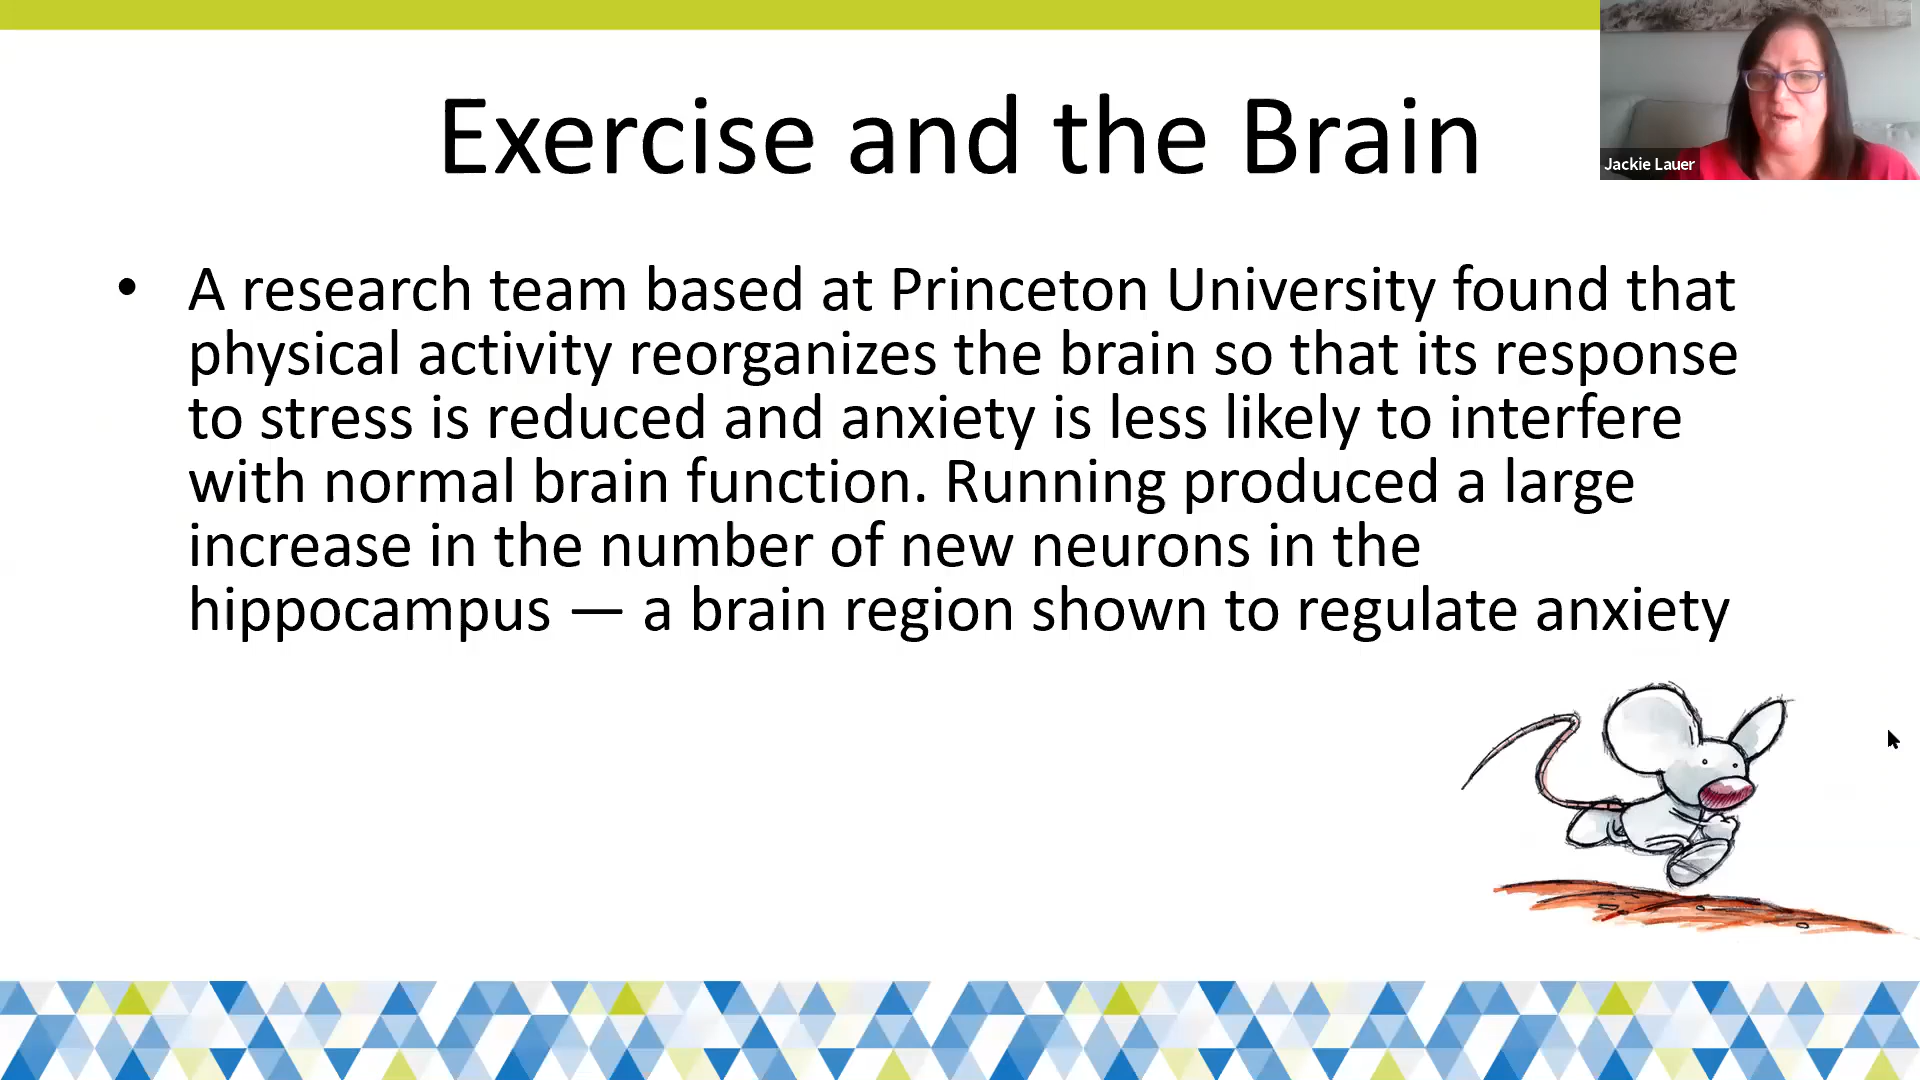 Exercise and the Brain
Jackie Lauer
• A research team based at Princeton University found that
physical activity reorganizes the brain so that its response
to stress is reduced and anxiety is less likely to interfere
with normal brain function. Running produced a large
increase in the number of new neurons in the
hippocampus — a brain region shown to regulate anxiety